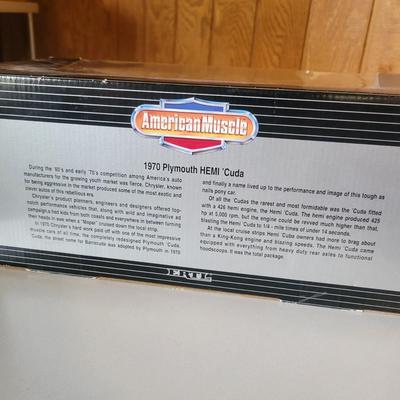 AmericanMuscle
1970 Plymouth HEMI 'Cuda
During the '60's and early '70's competition among America's auto
manufacturers for the growing youth market was fierce. Chrysler, known
for being aggressive in the market produced some of the most exotic and
clever autos of this rebellious era.
Chrysler's product planners, engineers and designers offered top-
notch performance vehicles that, along with wild and imaginative ad
campaigns had kids from both coasts and everywhere in between turning
their heads in awe when a "Mopar" cruised down the local strip.
In 1970 Chrysler's hard work paid off with one of the most impressive
muscle cars of all time, the completely redesigned Plymouth 'Cuda.
'Cuda, the street name for Barracuda was adopted by Plymouth in 1970
and finally a name lived up to the performance and image of this tough as
nails pony car.
Of all the 'Cudas the rarest and most formidable was the 'Cuda fitted
with a 426 hemi engine, the Hemi 'Cuda. The hemi engine produced 425
hp at 5,000 rpm, but the engine could be revved much higher than that,
blasting the Hemi 'Cuda to 1/4 - mile times of under 14 seconds.
At the local cruise strips Hemi 'Cuba owners had more to brag about
than a King-Kong engine and blazing speeds. The Hemi 'Cuda came
equipped with everything from heavy duty rear axles to functional
hoodscoops. It was the total package.
ERTL